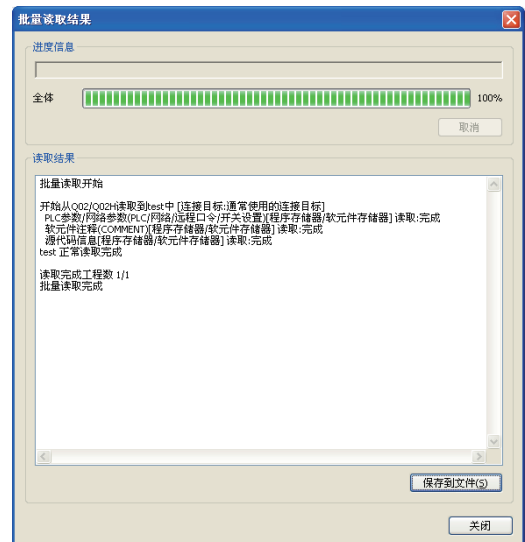 批量读取结果
进度信息
全体 100%
取消
读取结果
批量读取开始
开始从Q02/Q02H读取到test中 [连接目标:通常使用的连接目标]
PLC参数/网络参数(PLC/网络/远程口令/开关设置)[程序存储器/软元件存储器] 读取:完成
软元件注释(COMMENT)[程序存储器/软元件存储器] 读取:完成
源代码信息[程序存储器/软元件存储器] 读取:完成
test 正常读取完成
读取完成工程数 1/1
批量读取完成
保存到文件(S)
关闭